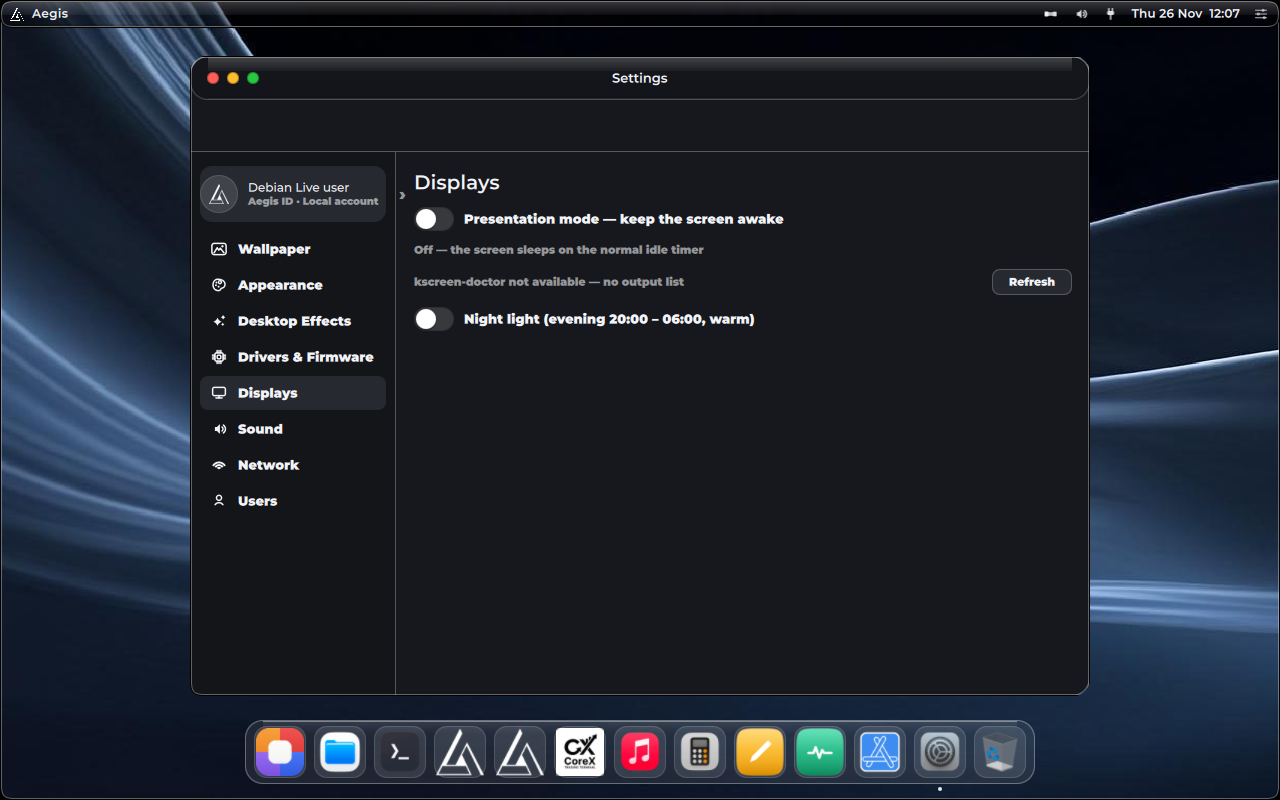 Aegis
Thu 26 Nov 12:07
Settings
Debian Live user
Aegis ID · Local account
Wallpaper
Appearance
Desktop Effects
Drivers & Firmware
Displays
Sound
Network
Users
Displays
Presentation mode — keep the screen awake
Off — the screen sleeps on the normal idle timer
kscreen-doctor not available — no output list
Refresh
Night light (evening 20:00 – 06:00, warm)
CX
CoreX